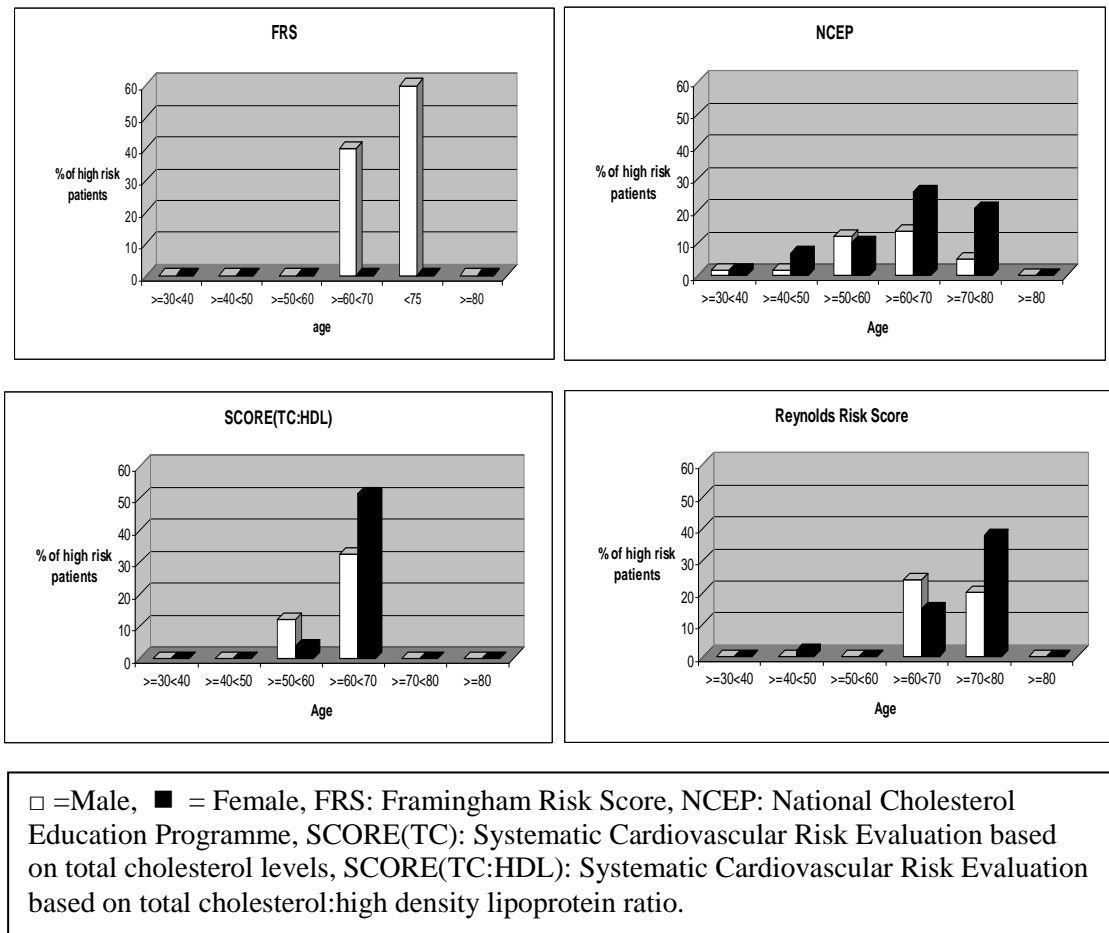 FRS
60
50
40
30
20
10
0
% of high risk
patients
>=30<40 >=40<50 >=50<60 >=60<70 <75 >=80
age
NCEP
60
50
40
30
20
10
0
% of high risk
patients
>=30<40 >=40<50 >=50<60 >=60<70 >=70<80 >=80
Age
SCORE(TC:HDL)
60
50
40
30
20
10
0
% of high risk
patients
>=30<40 >=40<50 >=50<60 >=60<70 >=70<80 >=80
Age
Reynolds Risk Score
60
50
40
30
20
10
0
% of high risk
patients
>=30<40 >=40<50 >=50<60 >=60<70 >=70<80 >=80
Age
□ =Male, ■ = Female, FRS: Framingham Risk Score, NCEP: National Cholesterol
Education Programme, SCORE(TC): Systematic Cardiovascular Risk Evaluation based
on total cholesterol levels, SCORE(TC:HDL): Systematic Cardiovascular Risk Evaluation
based on total cholesterol:high density lipoprotein ratio.